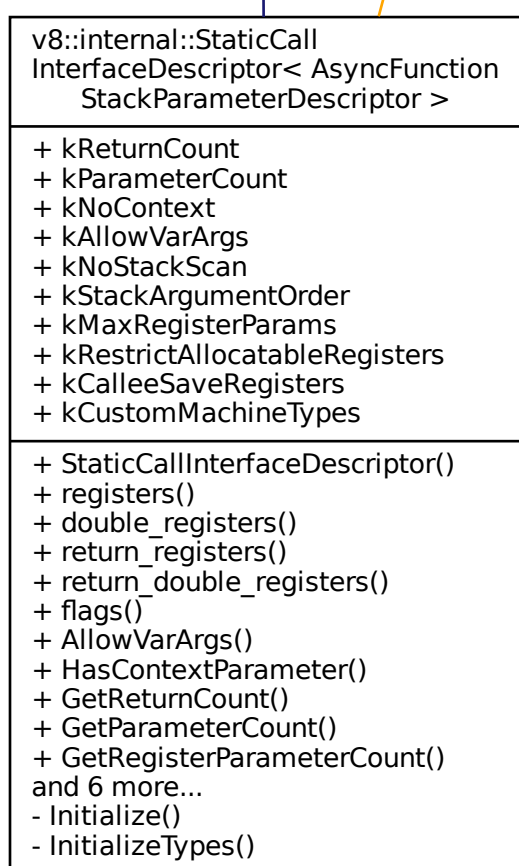 v8::internal::StaticCall
InterfaceDescriptor< AsyncFunction
StackParameterDescriptor >
+ kReturnCount
+ kParameterCount
+ kNoContext
+ kAllowVarArgs
+ kNoStackScan
+ kStackArgumentOrder
+ kMaxRegisterParams
+ kRestrictAllocatableRegisters
+ kCalleeSaveRegisters
+ kCustomMachineTypes
+ StaticCallInterfaceDescriptor()
+ registers()
+ double_registers()
+ return_registers()
+ return_double_registers()
+ flags()
+ AllowVarArgs()
+ HasContextParameter()
+ GetReturnCount()
+ GetParameterCount()
+ GetRegisterParameterCount()
and 6 more...
- Initialize()
- InitializeTypes()